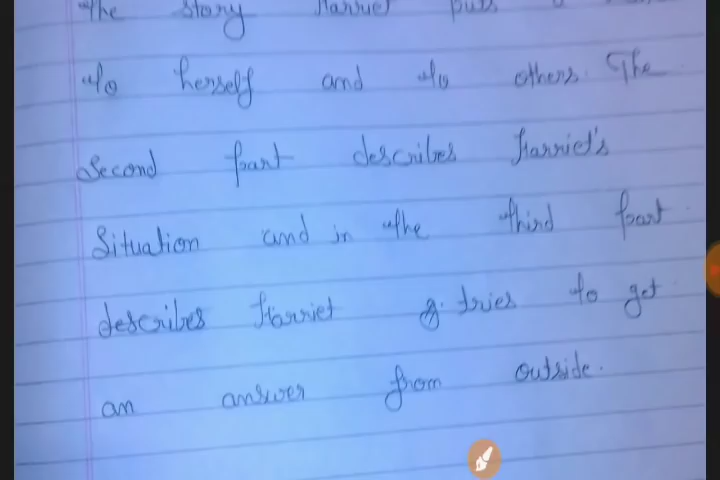 The story Harriet puts a
to herself and to others. The
Second part describes Harriet's
Situation and in the third part
describes Harriet g. tries to get
an answer from outside.